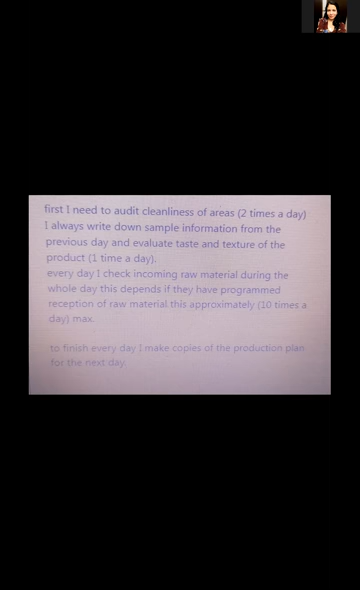 first I need to audit cleanliness of areas (2 times a day)
I always write down sample information from the
previous day and evaluate taste and texture of the
product (1 time a day).
every day I check incoming raw material during the
whole day this depends if they have programmed
reception of raw material.this approximately (10 times a
day) max.
to finish every day I make copies of the production plan
for the next day.